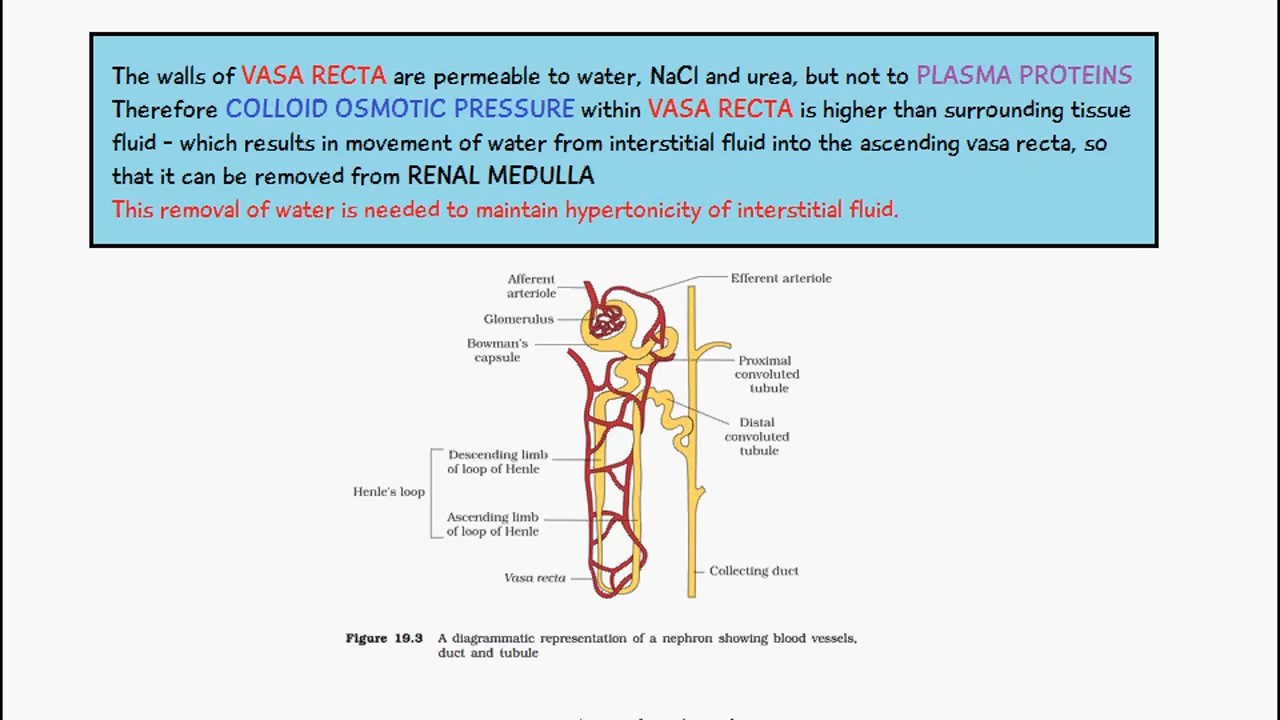 The walls of VASA RECTA are permeable to water, NaCl and urea, but not to PLASMA PROTEINS
Therefore COLLOID OSMOTIC PRESSURE within VASA RECTA is higher than surrounding tissue
fluid - which results in movement of water from interstitial fluid into the ascending vasa recta, so
that it can be removed from RENAL MEDULLA
This removal of water is needed to maintain hypertonicity of interstitial fluid.
Afferent
arteriole
Efferent arteriole
Glomerulus
Bowman's
capsule
Proximal
convoluted
tubule
Distal
convoluted
tubule
Descending limb
of loop of Henle
Henle's loop
Ascending limb
of loop of Henle
Vasa recta
Collecting duct
Figure 19.3 A diagrammatic representation of a nephron showing blood vessels,
duct and tubule